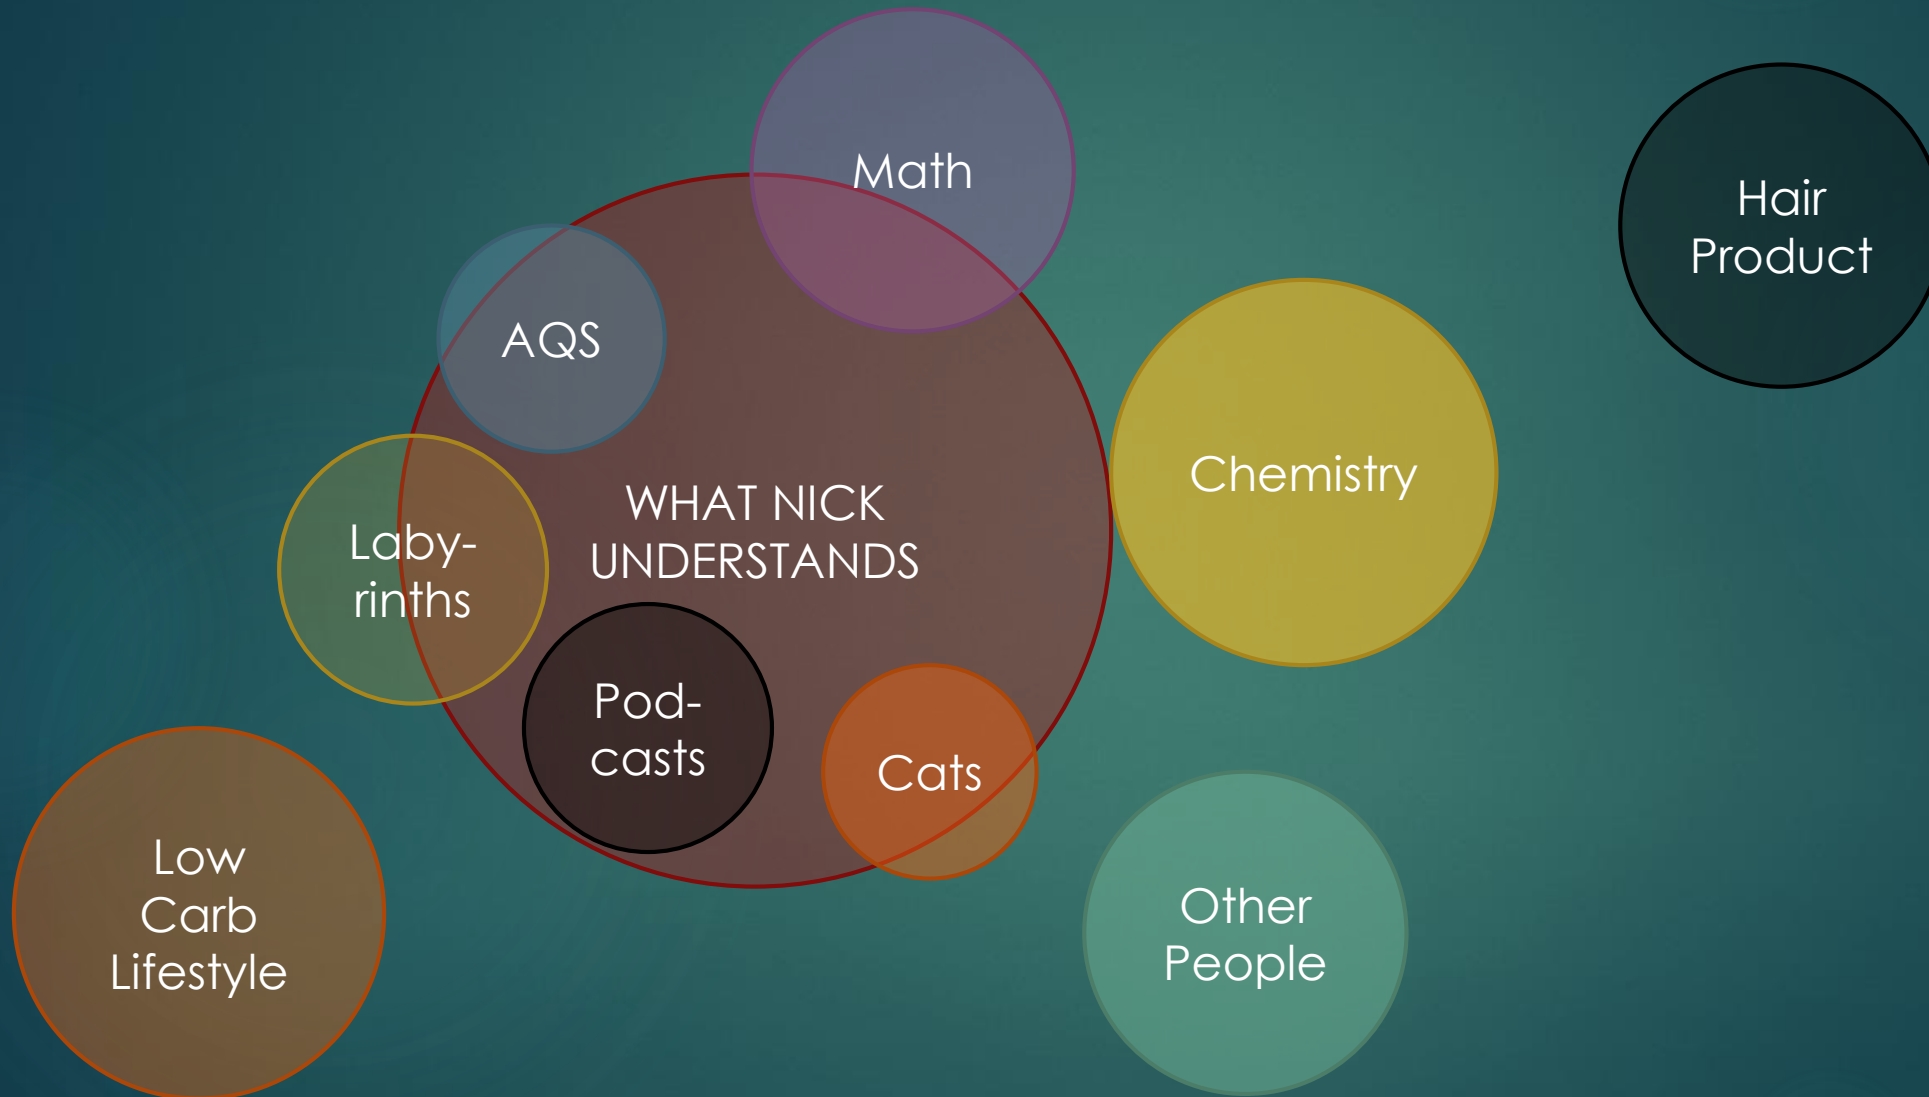 Math
Hair
Product
AQS
Chemistry
WHAT NICK
UNDERSTANDS
Laby-
rinths
Pod-
casts
Cats
Low
Carb
Lifestyle
Other
People